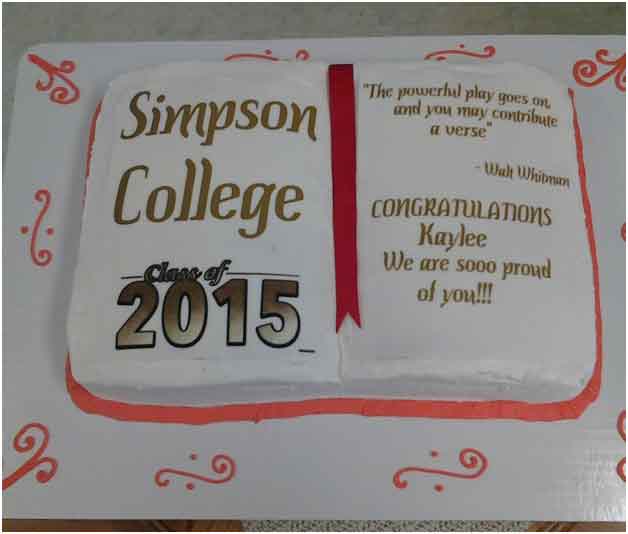 Simpson
College
Class of
2015
"The powerful play goes on,
and you may contribute
a verse"
- Walt Whitman
CONGRATULATIONS
Kaylee
We are sooo proud
of you!!!